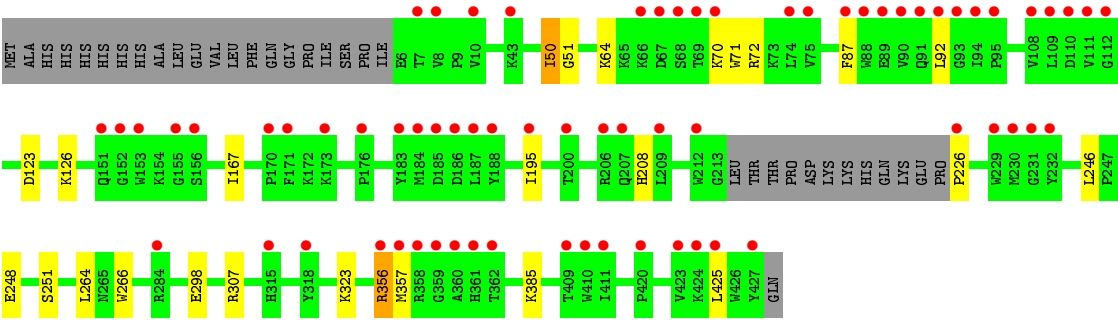 MET ALA HIS HIS HIS HIS HIS HIS ALA LEU GLU VAL LEU PHE GLN GLY PRO ILE SER PRO ILE E6 T7 V8 P9 V10 K43 I50 G51 K64 K65 K66 D67 S68 T69 K70 W71 R72 K73 L74 V75 F87 W88 E89 V90 Q91 L92 G93 I94 P95 V108 L109 D110 V111 G112
D123 K126 Q151 G152 W153 K154 G155 S156 I167 P170 F171 K172 K173 P176 Y183 M184 D185 D186 L187 Y188 I195 T200 R206 Q207 H208 L209 W212 G213 LEU THR THR PRO ASP LYS LYS HIS GLN LYS GLU PRO P226 W229 M230 G231 Y232 L246 P247
E248 S251 L264 N265 W266 R284 E298 R307 H315 Y318 K323 R356 M357 R358 G359 A360 H361 T362 K385 T409 W410 I411 P420 V423 K424 L425 W426 Y427 GLN